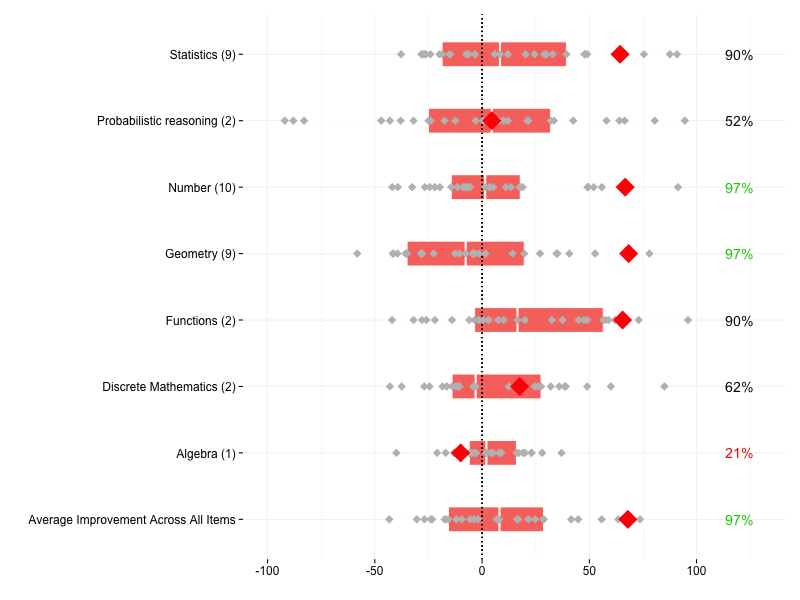 Statistics (9) 90%
Probabilistic reasoning (2) 52%
Number (10) 97%
Geometry (9) 97%
Functions (2) 90%
Discrete Mathematics (2) 62%
Algebra (1) 21%
Average Improvement Across All Items 97%
-100 -50 0 50 100